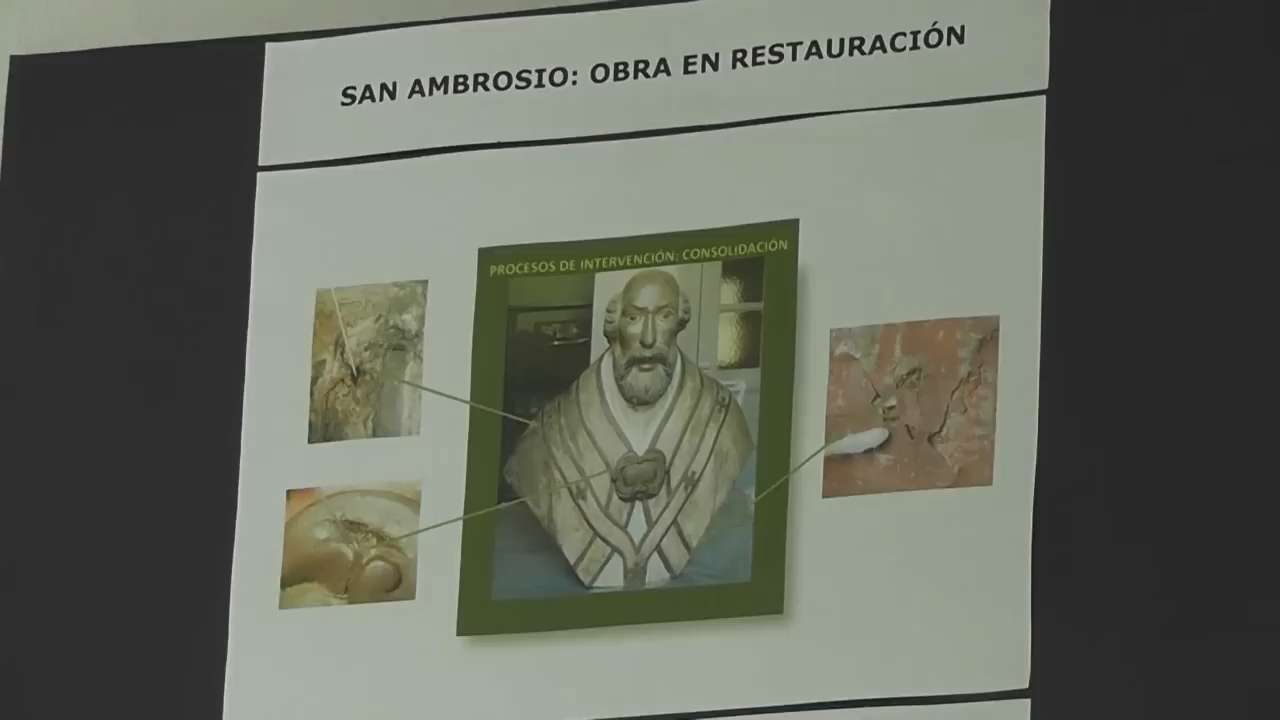 SAN AMBROSIO: OBRA EN RESTAURACIÓN
PROCESOS DE INTERVENCIÓN: CONSOLIDACIÓN